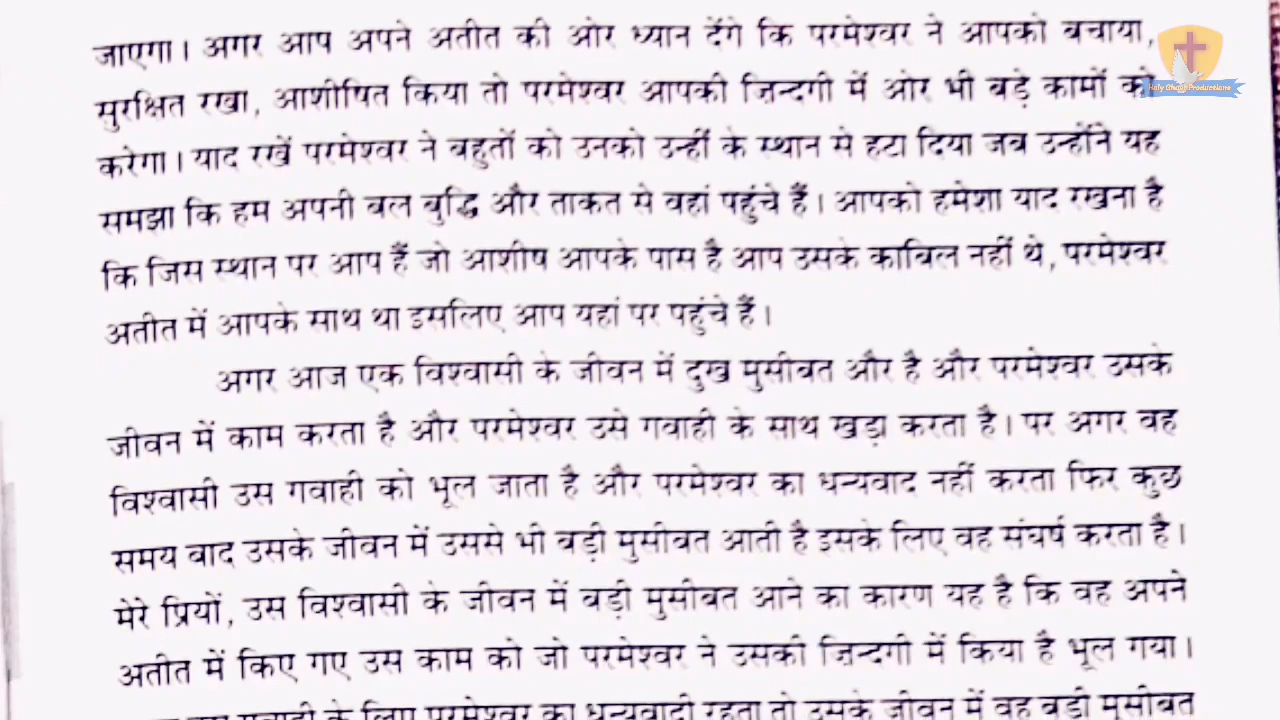 जाएगा। अगर आप अपने अतीत की ओर ध्यान देंगे कि परमेश्वर ने आपको बचाया,
सुरक्षित रखा, आशीषित किया तो परमेश्वर आपकी ज़िन्दगी में ओर भी बड़े कामों को
करेगा। याद रखें परमेश्वर ने बहुतों को उनको उन्हीं के स्थान से हटा दिया जब उन्होंने यह
समझा कि हम अपनी बल बुद्धि और ताकत से वहां पहुंचे हैं। आपको हमेशा याद रखना है
कि जिस स्थान पर आप हैं जो आशीष आपके पास है आप उसके काबिल नहीं थे, परमेश्वर
अतीत में आपके साथ था इसलिए आप यहां पर पहुंचे हैं।
अगर आज एक विश्वासी के जीवन में दुख मुसीबत और है और परमेश्वर उसके
जीवन में काम करता है और परमेश्वर उसे गवाही के साथ खड़ा करता है। पर अगर वह
विश्वासी उस गवाही को भूल जाता है और परमेश्वर का धन्यवाद नहीं करता फिर कुछ
समय बाद उसके जीवन में उससे भी बड़ी मुसीबत आती है इसके लिए वह संघर्ष करता है।
मेरे प्रियों, उस विश्वासी के जीवन में बड़ी मुसीबत आने का कारण यह है कि वह अपने
अतीत में किए गए उस काम को जो परमेश्वर ने उसकी ज़िन्दगी में किया है भूल गया।
गवाही के लिए परमेश्वर का धन्यवादी रहता तो उसके जीवन में वह बड़ी मुसीबत
Holy Ghost Productions